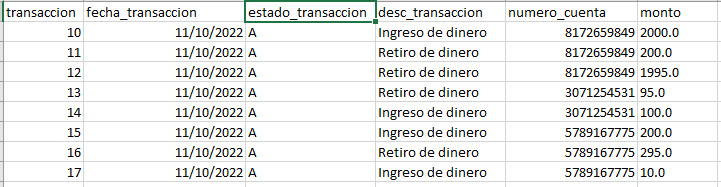 transaccion fecha_transaccion estado_transaccion desc_transaccion numero_cuenta monto
10 11/10/2022 A Ingreso de dinero 8172659849 2000.0
11 11/10/2022 A Retiro de dinero 8172659849 200.0
12 11/10/2022 A Retiro de dinero 8172659849 1995.0
13 11/10/2022 A Retiro de dinero 3071254531 95.0
14 11/10/2022 A Ingreso de dinero 3071254531 100.0
15 11/10/2022 A Ingreso de dinero 5789167775 200.0
16 11/10/2022 A Retiro de dinero 5789167775 295.0
17 11/10/2022 A Ingreso de dinero 5789167775 10.0